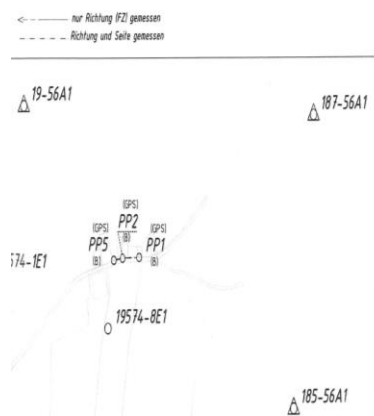 nur Richtung (FZ) gemessen
Richtung und Seite gemessen
19-56A1
187-56A1
(GPS)
PP2
(B)
(GPS)
PP5
(B)
(GPS)
PP1
(B)
574-1E1
19574-8E1
185-56A1